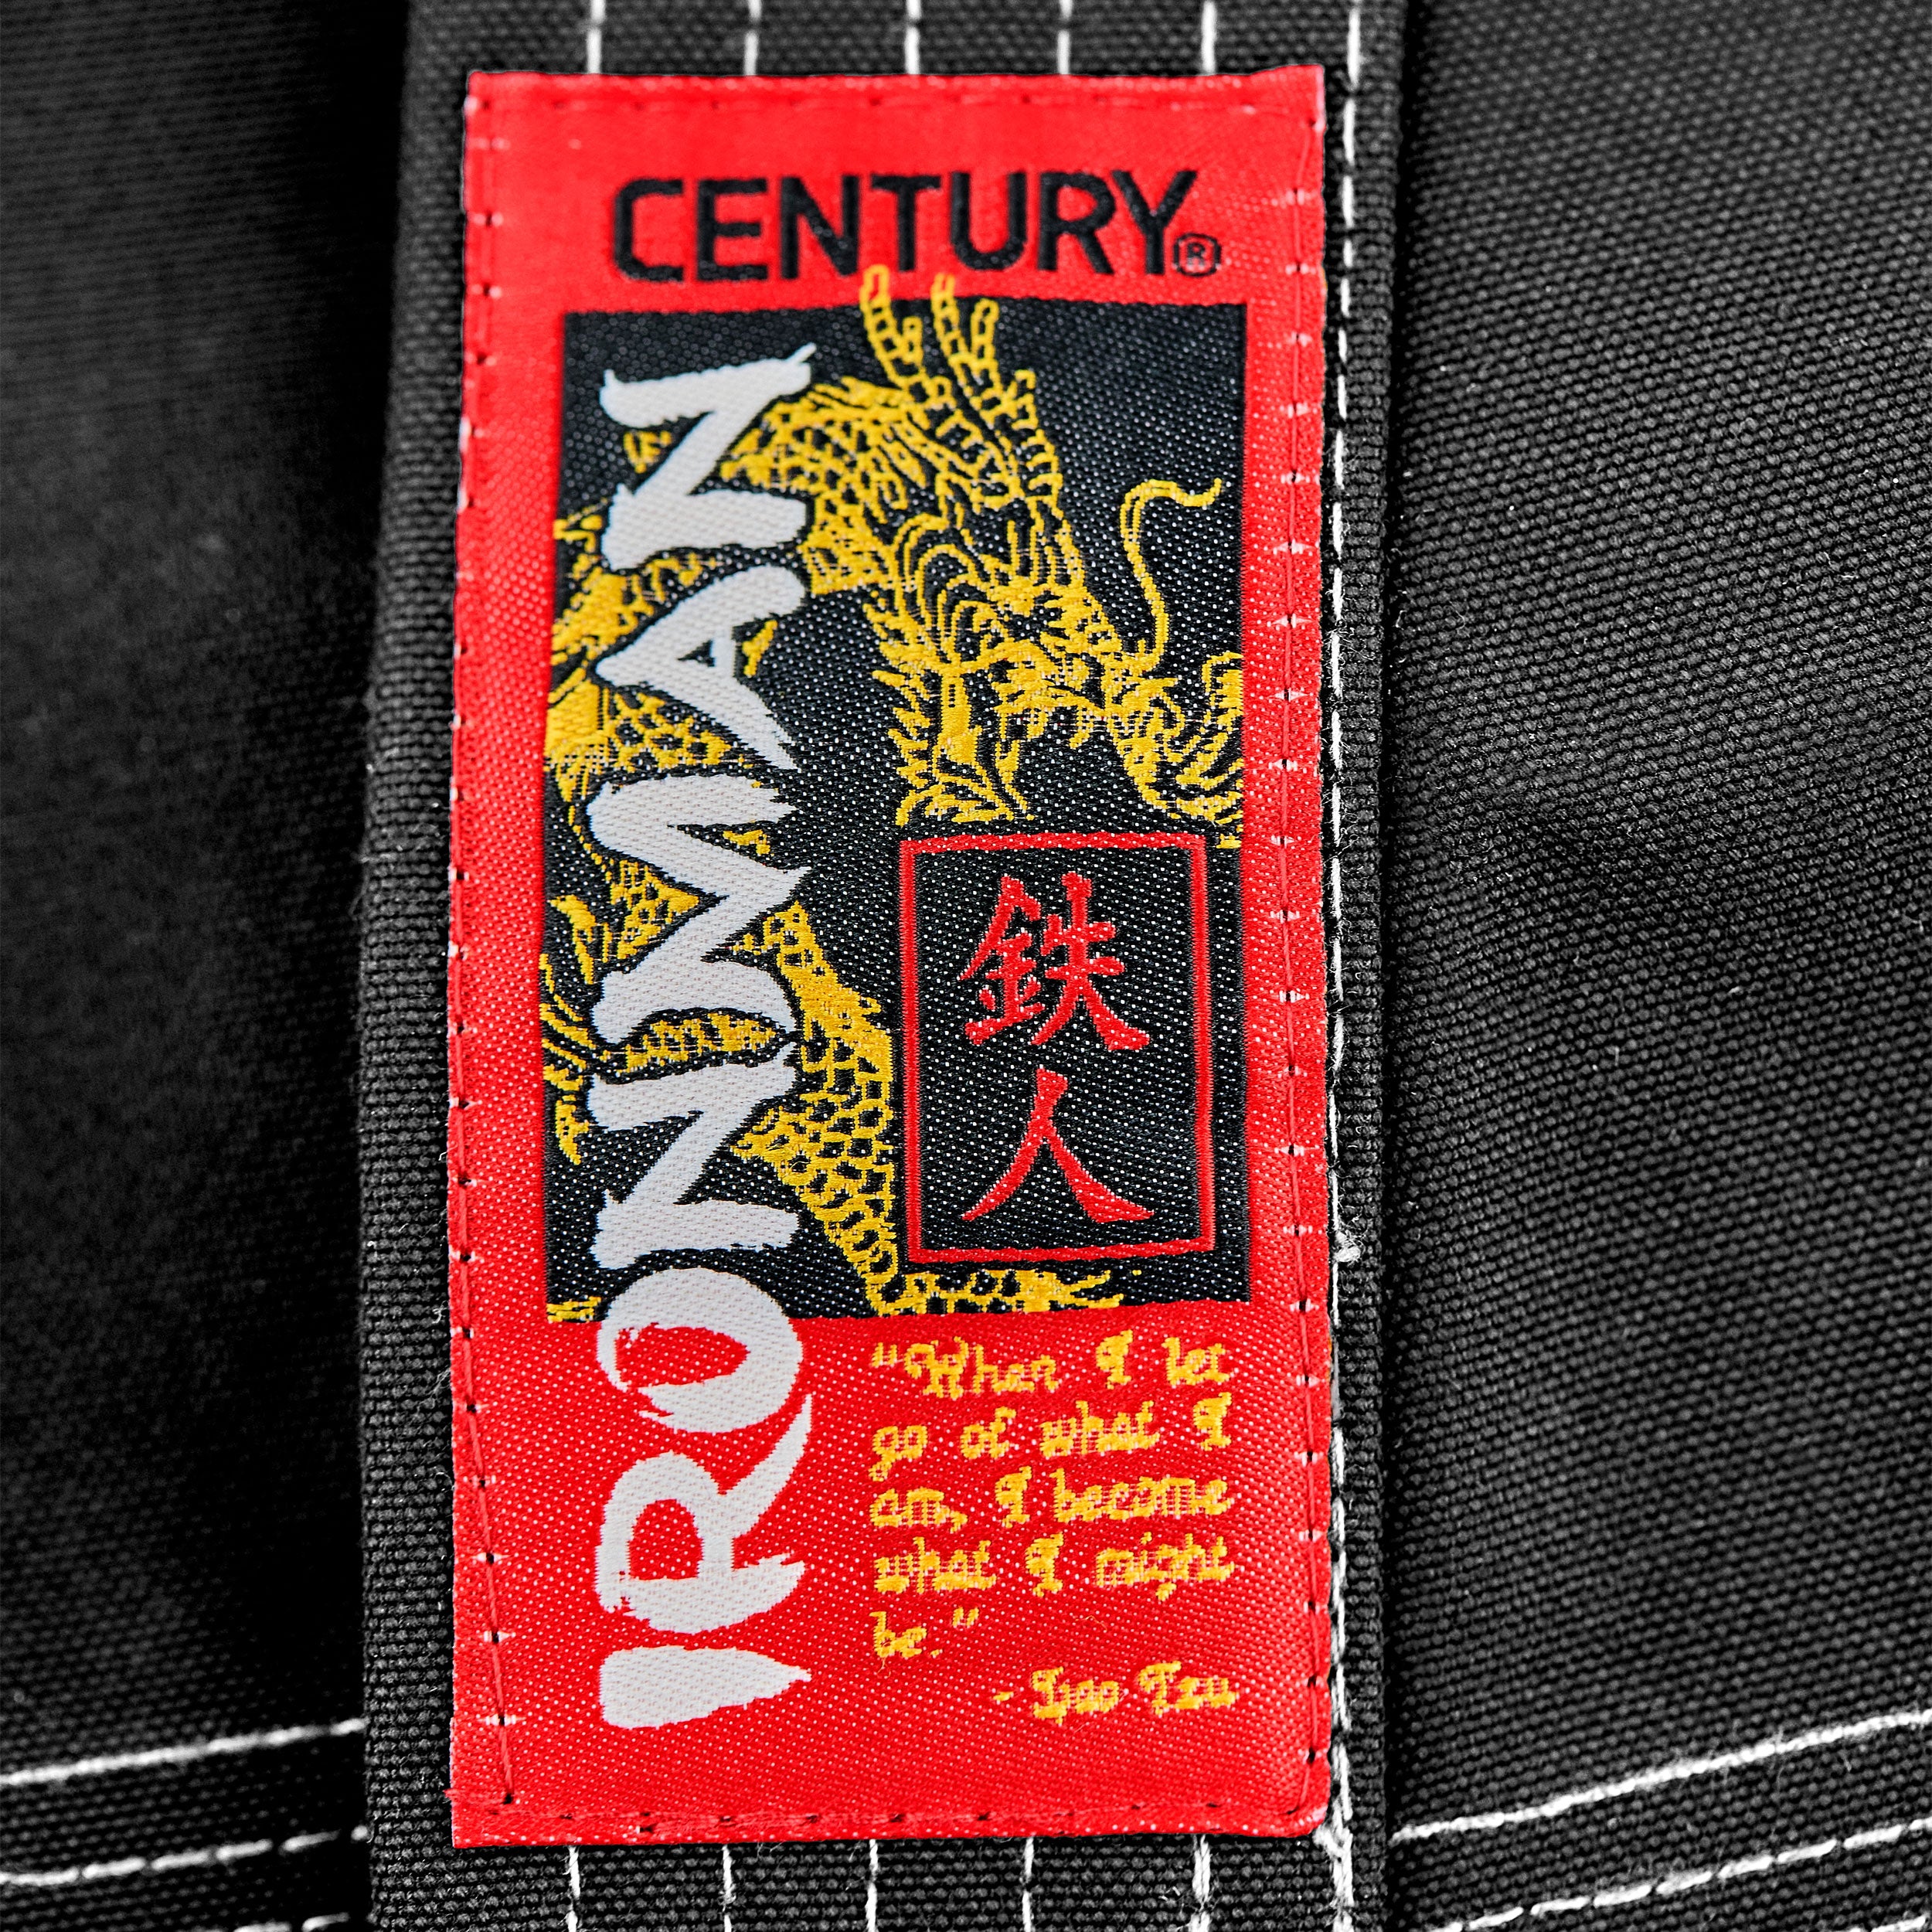 CENTURY®
IRONMAN
鉄
人
"When I let
go of what I
am, I become
what I might
be."
- Lao Tzu